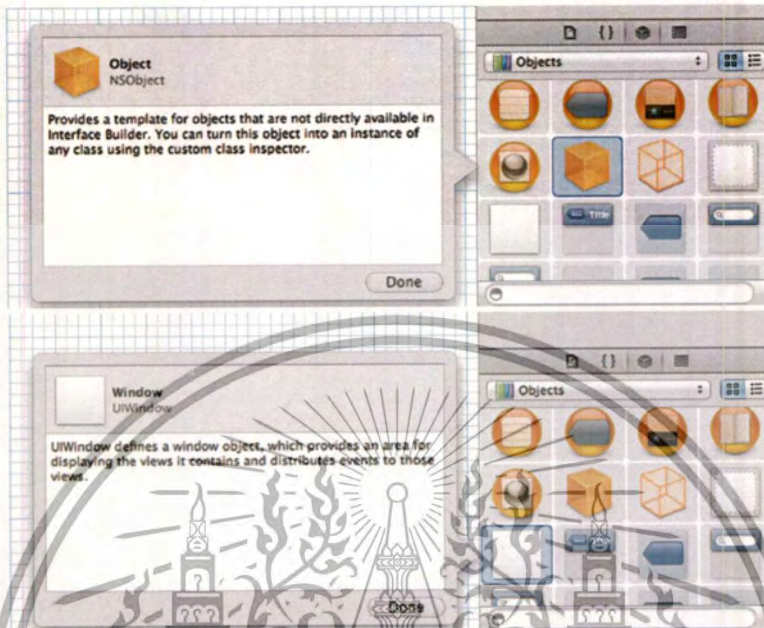 Object
NSObject
Provides a template for objects that are not directly available in
Interface Builder. You can turn this object into an instance of
any class using the custom class inspector.
Done
{}
Objects
Title
Window
UIWindow
UIWindow defines a window object, which provides an area for
displaying the views it contains and distributes events to those
views.
Done
{}
Objects